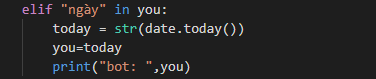 elif "ngày" in you:
    today = str(date.today())
    you=today
    print("bot: ",you)